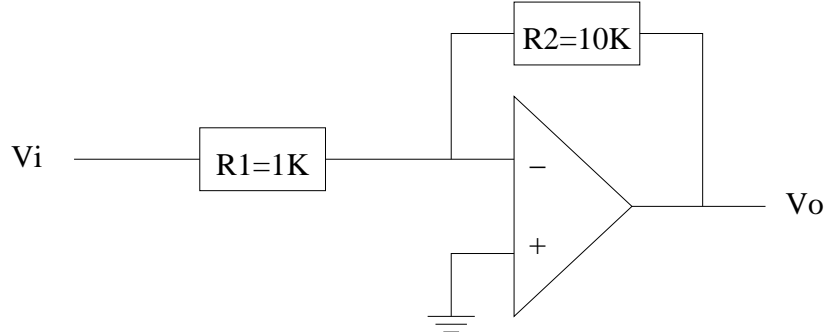 R2=10K
Vi
R1=1K
−
+
Vo